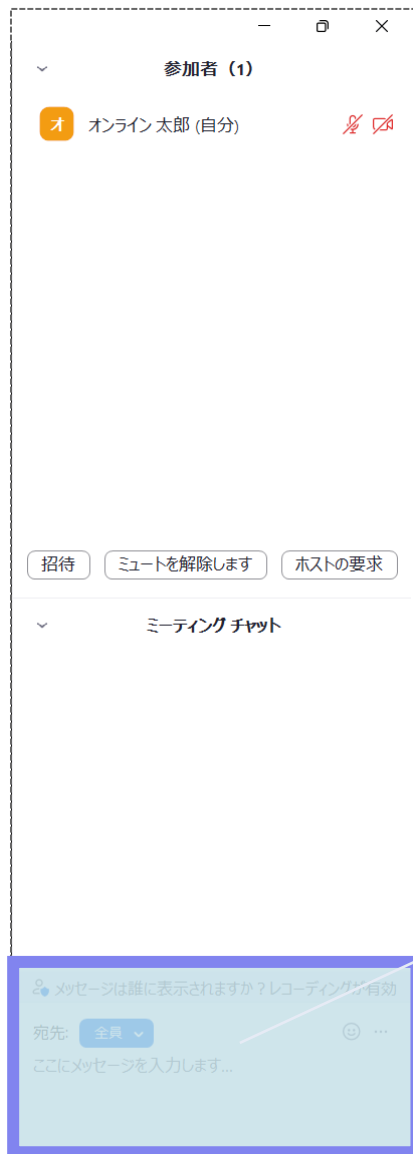 参加者（1）
オ オンライン 太郎 (自分)
招待 ミュートを解除します ホストの要求
ミーティング チャット
メッセージは誰に表示されますか？レコーディングが有効
宛先: 全員
ここにメッセージを入力します...